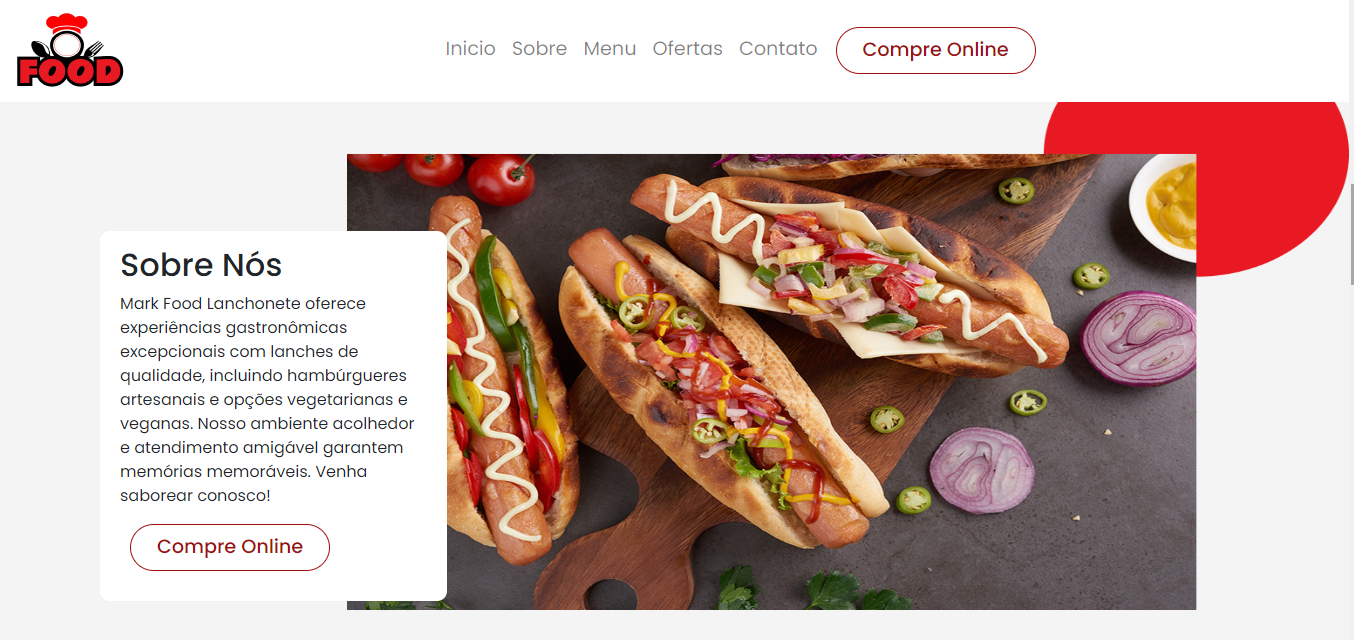 FOOD
Inicio Sobre Menu Ofertas Contato Compre Online
Sobre Nós
Mark Food Lanchonete oferece
experiências gastronômicas
excepcionais com lanches de
qualidade, incluindo hambúrgueres
artesanais e opções vegetarianas e
veganas. Nosso ambiente acolhedor
e atendimento amigável garantem
memórias memoráveis. Venha
saborear conosco!
Compre Online